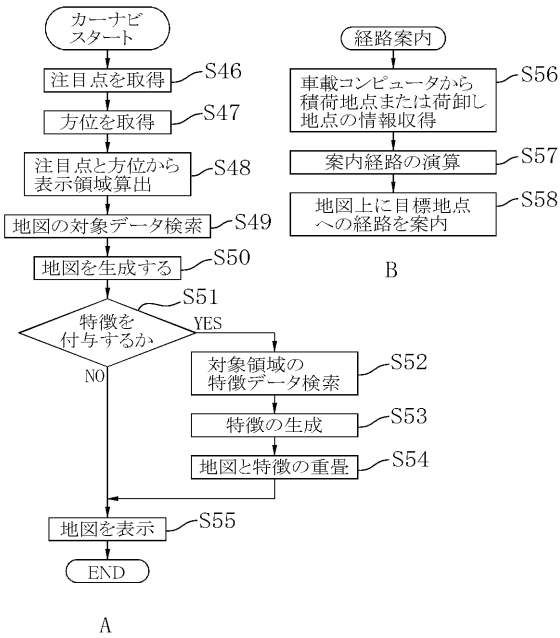 カーナビ
スタート
注目点を取得
S46
方位を取得
S47
注目点と方位から
表示領域算出
S48
地図の対象データ検索
S49
地図を生成する
S50
特徴を
付与するか
S51
YES
NO
対象領域の
特徴データ検索
S52
特徴の生成
S53
地図と特徴の重畳
S54
地図を表示
S55
END
A
経路案内
車載コンピュータから
積荷地点または荷卸し
地点の情報収得
S56
案内経路の演算
S57
地図上に目標地点
への経路を案内
S58
B